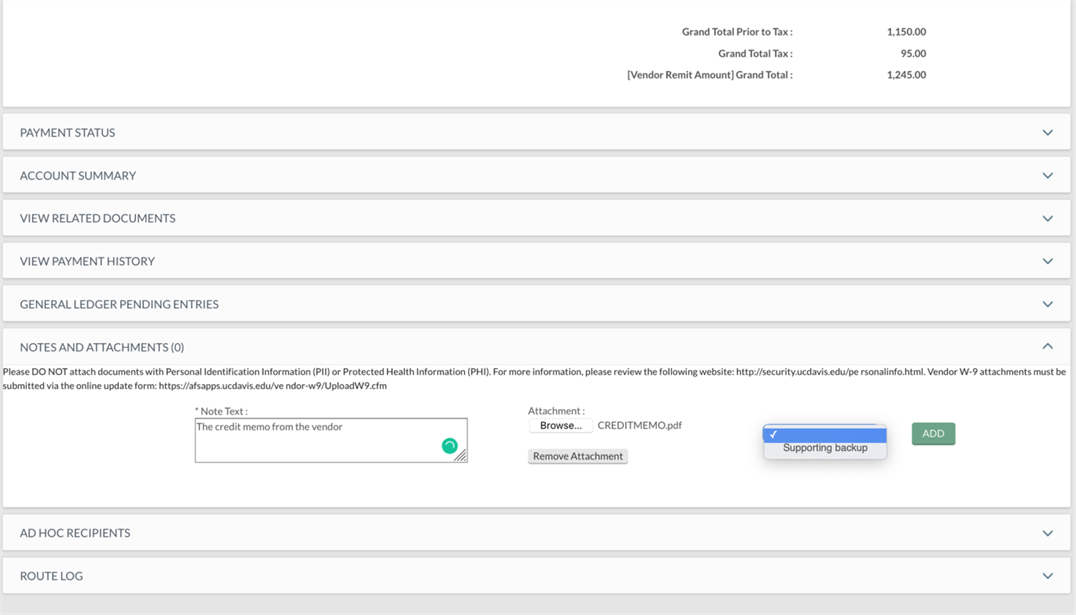 Grand Total Prior to Tax : 1,150.00
Grand Total Tax : 95.00
[Vendor Remit Amount] Grand Total : 1,245.00
PAYMENT STATUS
ACCOUNT SUMMARY
VIEW RELATED DOCUMENTS
VIEW PAYMENT HISTORY
GENERAL LEDGER PENDING ENTRIES
NOTES AND ATTACHMENTS (0)
Please DO NOT attach documents with Personal Identification Information (PII) or Protected Health Information (PHI). For more information, please review the following website: http://security.ucdavis.edu/pe rsonalinfo.html. Vendor W-9 attachments must be
submitted via the online update form: https://afsapps.ucdavis.edu/ve ndor-w9/UploadW9.cfm
* Note Text :
The credit memo from the vendor
Attachment :
Browse... CREDITMEMO.pdf
Remove Attachment
✓
Supporting backup
ADD
AD HOC RECIPIENTS
ROUTE LOG